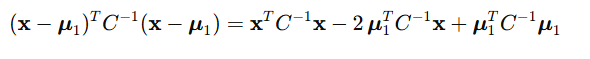 (𝐱 − 𝛍₁)ᵀC⁻¹(𝐱 − 𝛍₁) = 𝐱ᵀC⁻¹𝐱 − 2 𝛍₁ᵀC⁻¹𝐱 + 𝛍₁ᵀC⁻¹𝛍₁